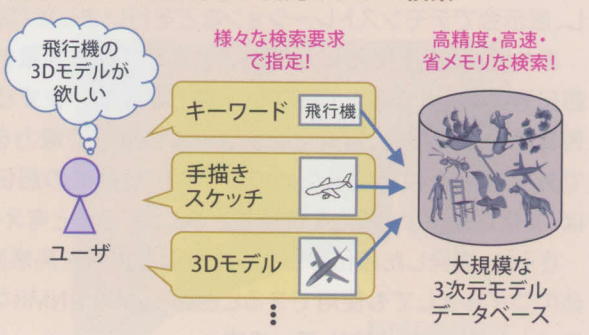 飛行機の
3Dモデルが
欲しい
ユーザ
様々な検索要求
で指定!
キーワード
飛行機
手描き
スケッチ
3Dモデル
高精度・高速・
省メモリな検索!
大規模な
3次元モデル
データベース